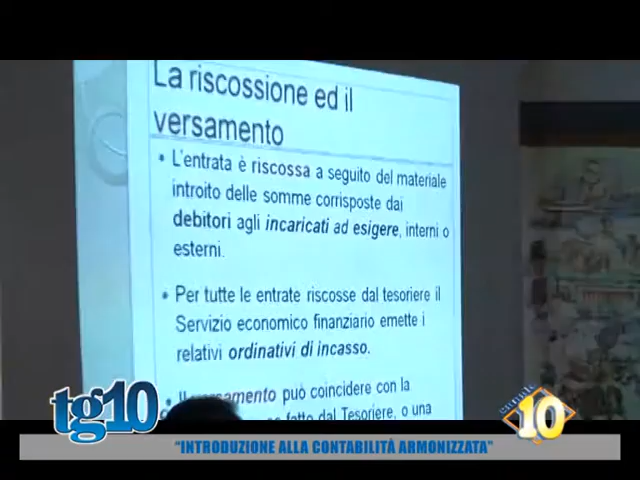 La riscossione ed il
versamento
• L'entrata è riscossa a seguito del materiale
introito delle somme corrisposte dai
debitori agli incaricati ad esigere, interni o
esterni.
• Per tutte le entrate riscosse dal tesoriere il
Servizio economico finanziario emette i
relativi ordinativi di incasso.
• Il versamento può coincidere con la
fatto dal Tesoriere, o una
tg10
canale
10
"INTRODUZIONE ALLA CONTABILITÀ ARMONIZZATA"